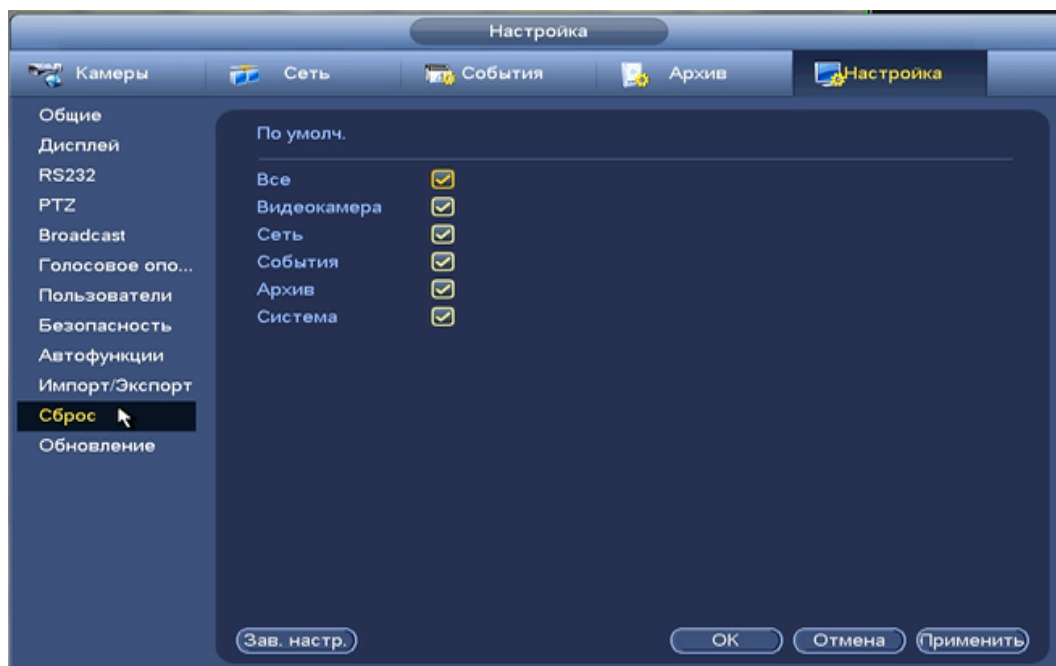 Настройка
Камеры
Сеть
События
Архив
Настройка
Общие
Дисплей
RS232
PTZ
Broadcast
Голосовое опо...
Пользователи
Безопасность
Автофункции
Импорт/Экспорт
Сброс
Обновление
По умолч.
Все
Видеокамера
Сеть
События
Архив
Система
Зав. настр.
OK
Отмена
Применить